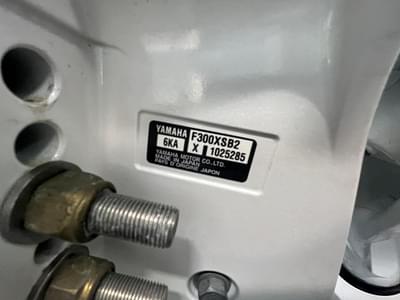 YAMAHA F300XSB2
6KA X 1025285
YAMAHA MOTOR CO., LTD.
MADE IN JAPAN
PAYS D'ORIGINE JAPON